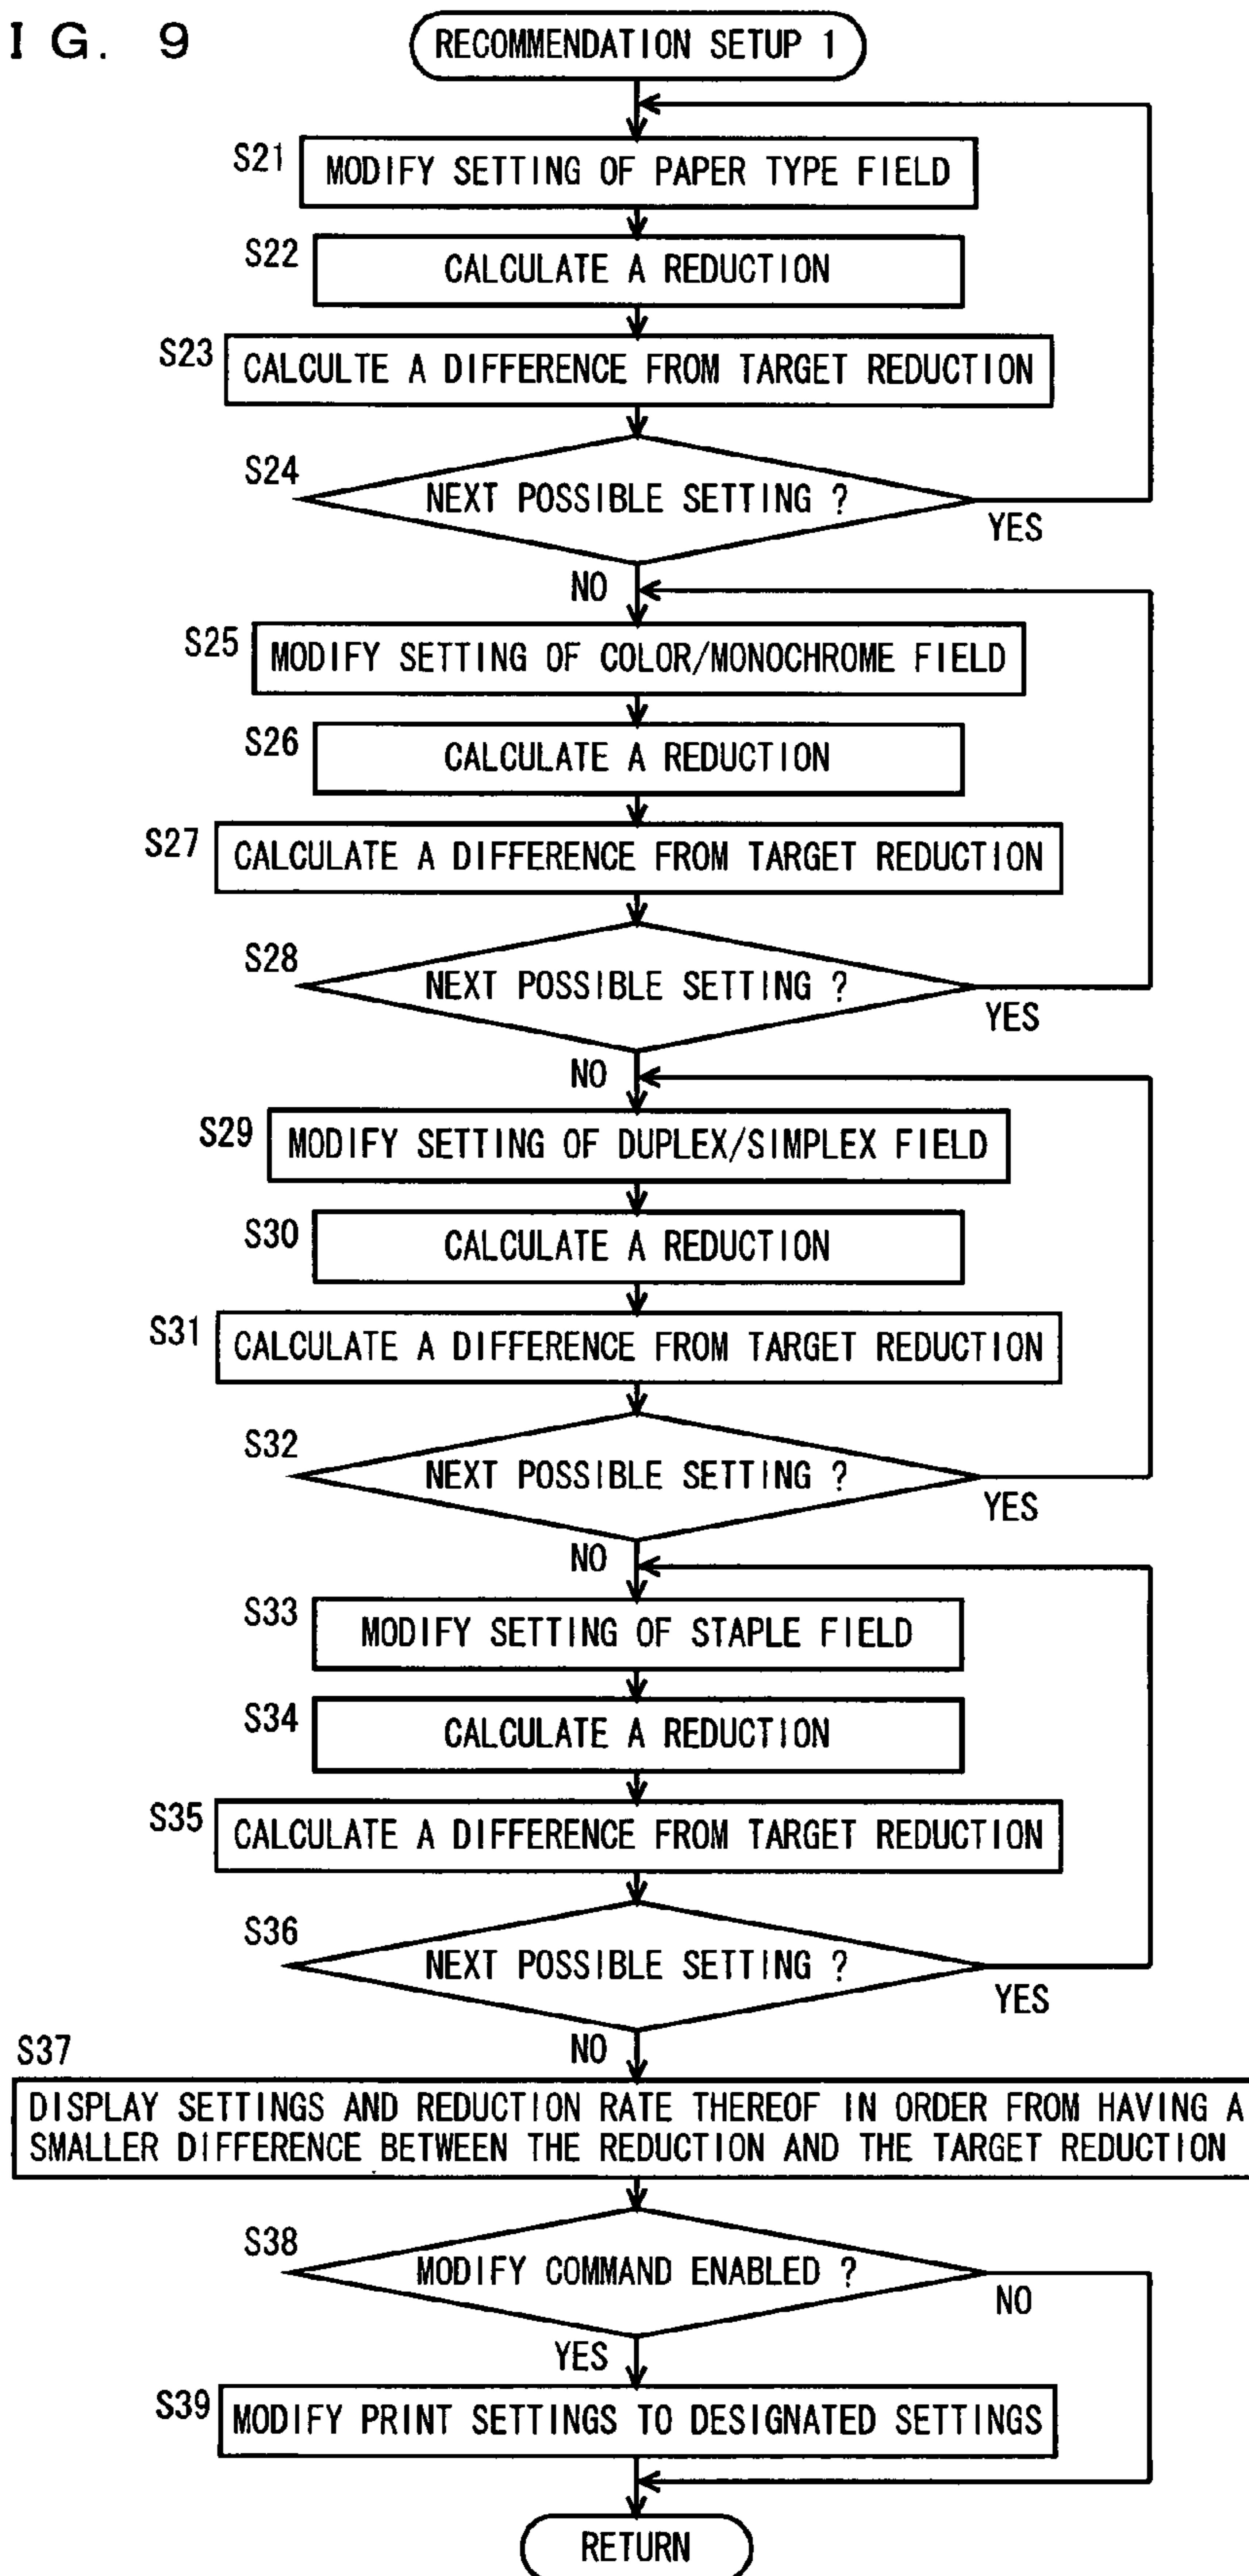 I G. 9
RECOMMENDATION SETUP 1
S21
MODIFY SETTING OF PAPER TYPE FIELD
S22
CALCULATE A REDUCTION
S23
CALCULTE A DIFFERENCE FROM TARGET REDUCTION
S24
NEXT POSSIBLE SETTING ?
YES
NO
S25
MODIFY SETTING OF COLOR/MONOCHROME FIELD
S26
CALCULATE A REDUCTION
S27
CALCULATE A DIFFERENCE FROM TARGET REDUCTION
S28
NEXT POSSIBLE SETTING ?
YES
NO
S29
MODIFY SETTING OF DUPLEX/SIMPLEX FIELD
S30
CALCULATE A REDUCTION
S31
CALCULATE A DIFFERENCE FROM TARGET REDUCTION
S32
NEXT POSSIBLE SETTING ?
YES
NO
S33
MODIFY SETTING OF STAPLE FIELD
S34
CALCULATE A REDUCTION
S35
CALCULATE A DIFFERENCE FROM TARGET REDUCTION
S36
NEXT POSSIBLE SETTING ?
YES
NO
S37
DISPLAY SETTINGS AND REDUCTION RATE THEREOF IN ORDER FROM HAVING A
SMALLER DIFFERENCE BETWEEN THE REDUCTION AND THE TARGET REDUCTION
S38
MODIFY COMMAND ENABLED ?
NO
YES
S39
MODIFY PRINT SETTINGS TO DESIGNATED SETTINGS
RETURN